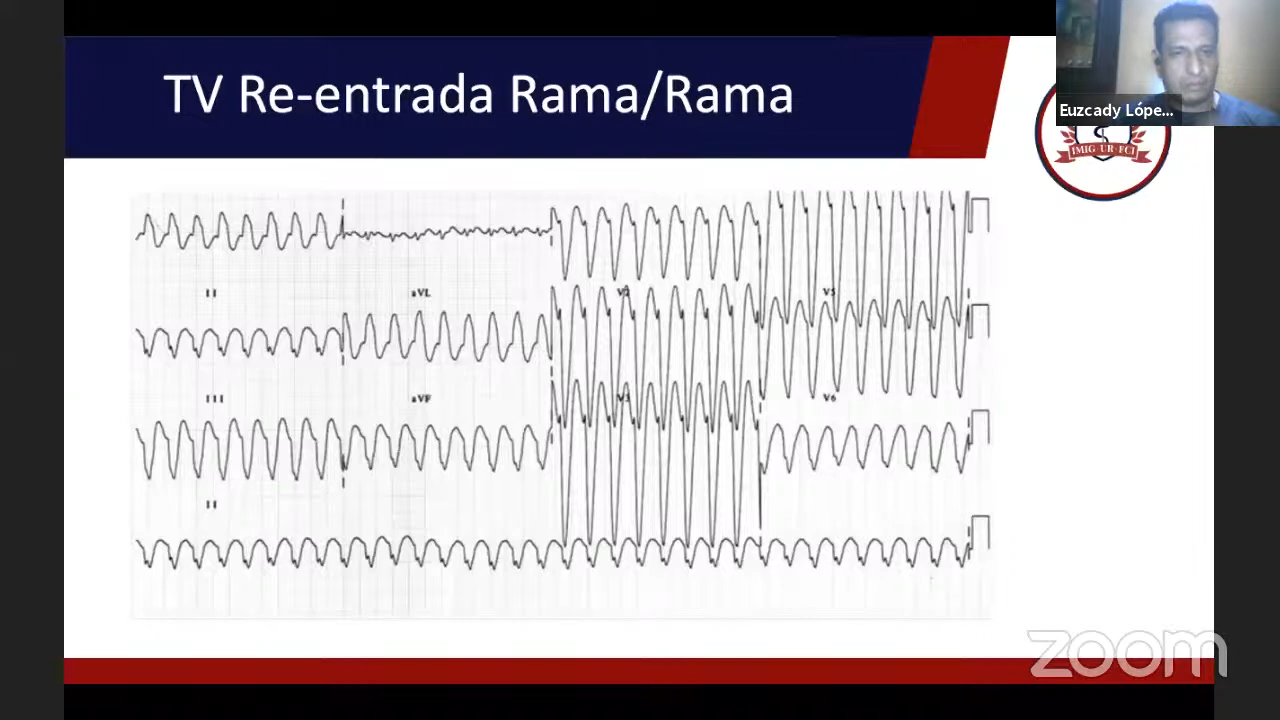 TV Re-entrada Rama/Rama
Euzcady Lópe...
IMIG·UR·FCI
II
aVL
V2
V5
III
aVF
V3
V6
II
zoom